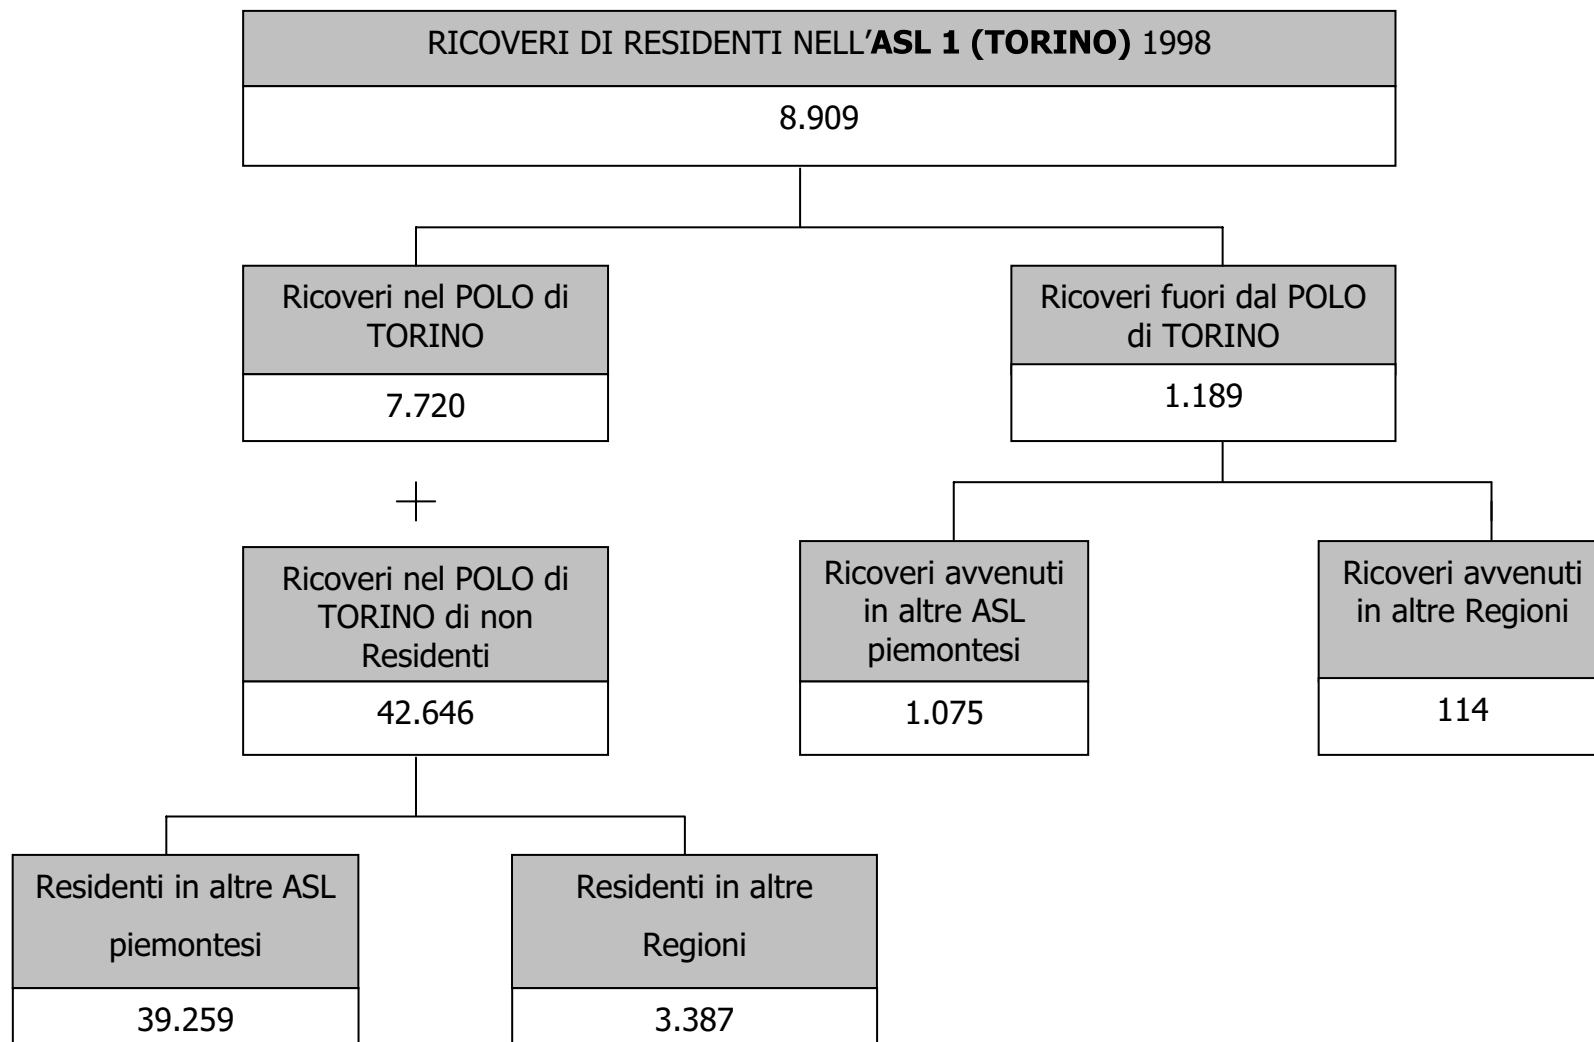 RICOVERI DI RESIDENTI NELL’ASL 1 (TORINO) 1998
8.909
Ricoveri nel POLO di
TORINO
7.720
Ricoveri fuori dal POLO
di TORINO
1.189
Ricoveri nel POLO di
TORINO di non
Residenti
42.646
Ricoveri avvenuti
in altre ASL
piemontesi
1.075
Ricoveri avvenuti
in altre Regioni
114
Residenti in altre ASL
piemontesi
39.259
Residenti in altre
Regioni
3.387